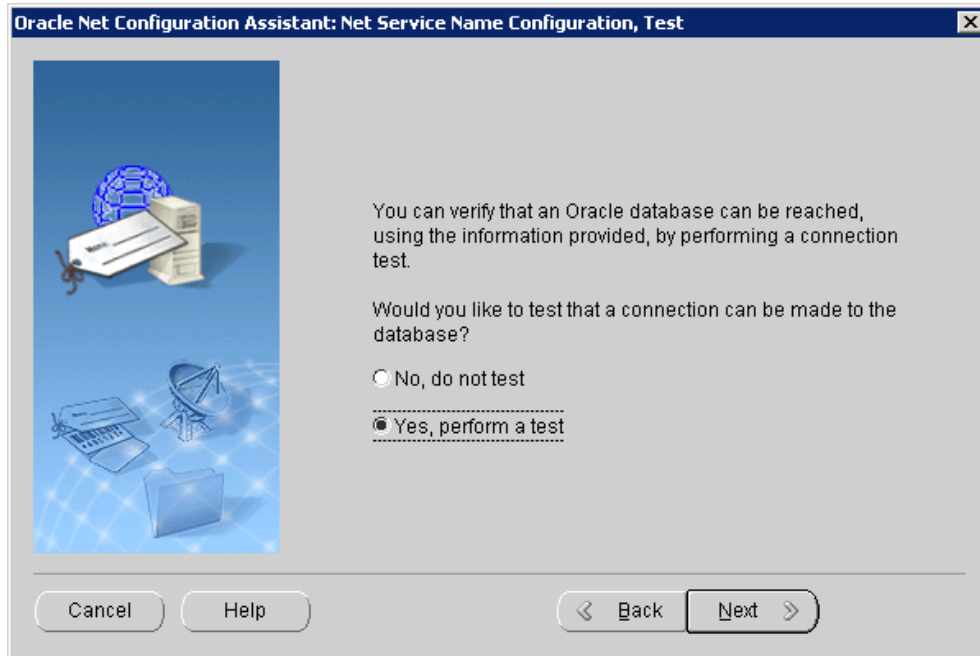 Oracle Net Configuration Assistant: Net Service Name Configuration, Test
You can verify that an Oracle database can be reached,
using the information provided, by performing a connection
test.
Would you like to test that a connection can be made to the
database?
No, do not test
Yes, perform a test
Cancel
Help
Back
Next